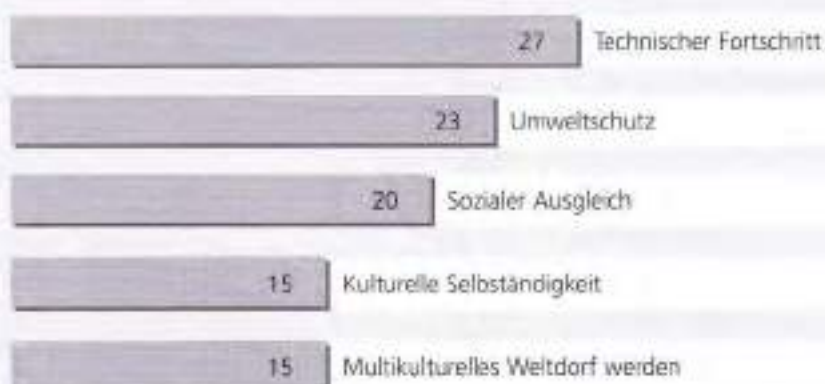 27 Technischer Fortschritt
23 Umweltschutz
20 Sozialer Ausgleich
15 Kulturelle Selbständigkeit
15 Multikulturelles Weltdorf werden